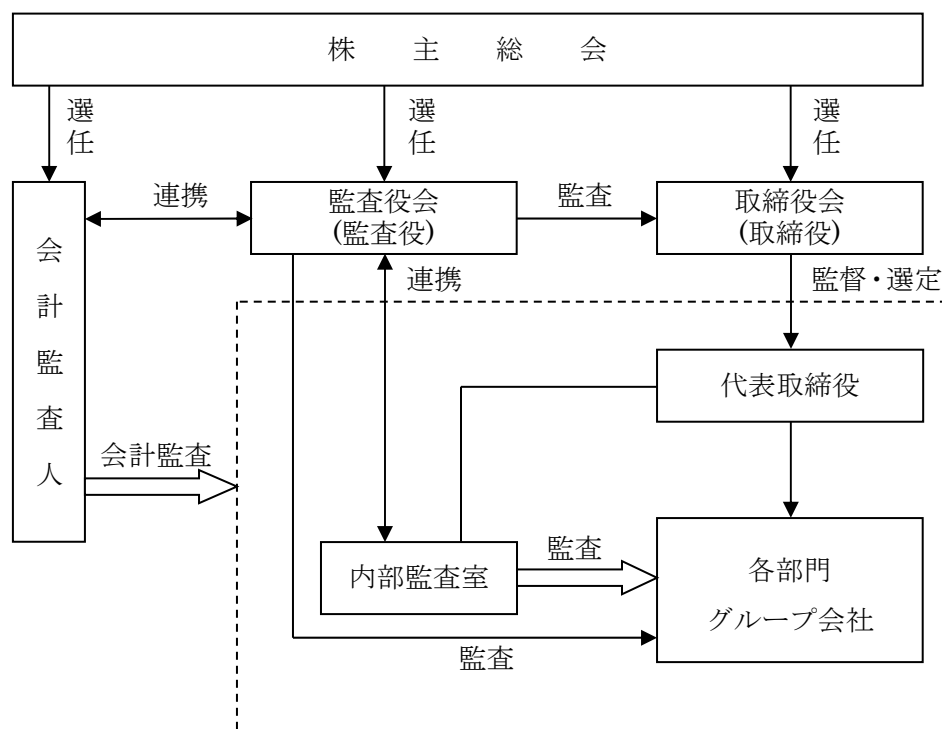 株主総会
選任
選任
選任
連携
監査役会
(監査役)
監査
取締役会
(取締役)
会計監査人
連携
監督・選定
代表取締役
会計監査
内部監査室
監査
各部門
グループ会社
監査